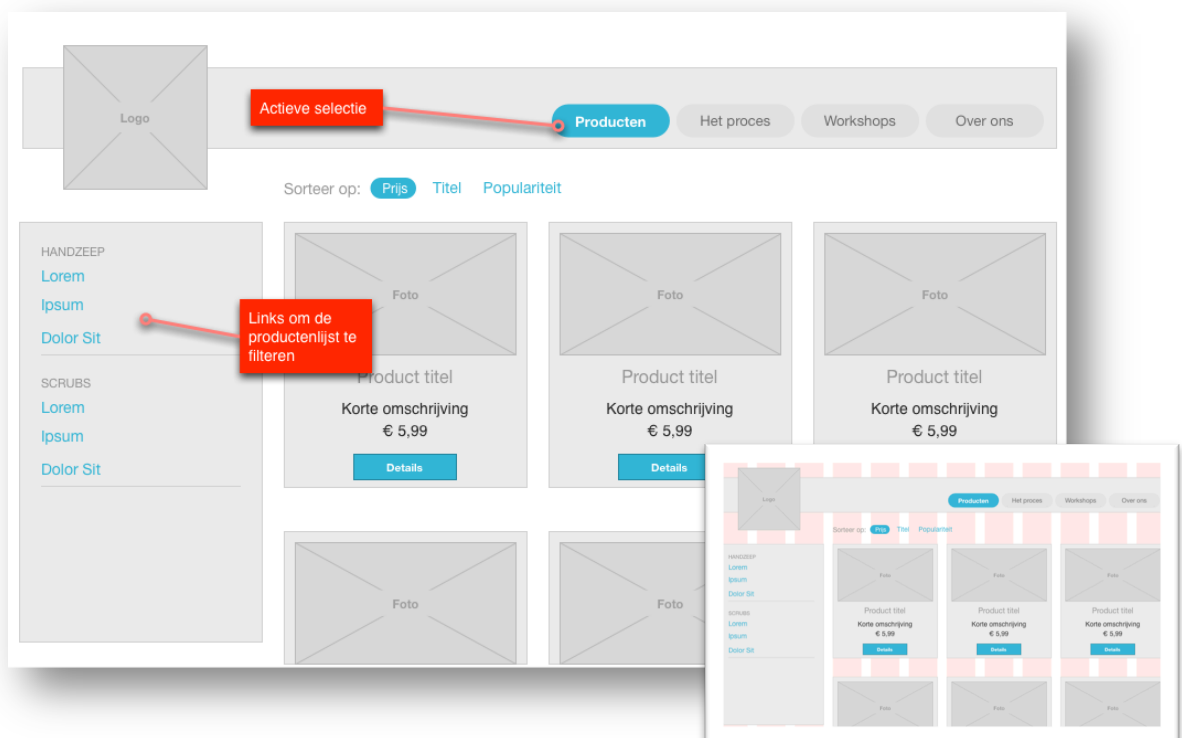 Logo
Actieve selectie
Producten
Het proces
Workshops
Over ons
Sorteer op: Prijs Titel Populariteit
HANDZEEP
Lorem
Ipsum
Dolor Sit
Links om de
productenlijst te
filteren
SCRUBS
Lorem
Ipsum
Dolor Sit
Foto
Product titel
Korte omschrijving
€ 5,99
Details
Foto
Product titel
Korte omschrijving
€ 5,99
Details
Foto
Product titel
Korte omschrijving
€ 5,99
Foto
Foto
Logo
Producten
Het proces
Workshops
Over ons
Sorteer op: Prijs Titel Populariteit
HANDZEEP
Lorem
Ipsum
Dolor Sit
SCRUBS
Lorem
Ipsum
Dolor Sit
Foto
Product titel
Korte omschrijving
€ 5,99
Details
Foto
Product titel
Korte omschrijving
€ 5,99
Details
Foto
Product titel
Korte omschrijving
€ 5,99
Details
Foto
Foto
Foto